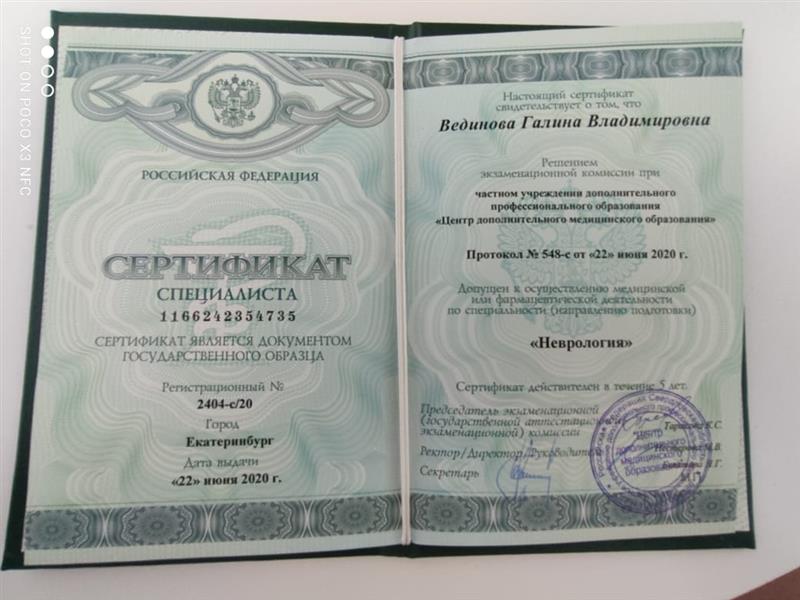 SHOT ON POCO X3 NFC
РОССИЙСКАЯ ФЕДЕРАЦИЯ
СЕРТИФИКАТ
СПЕЦИАЛИСТА
1166242354735
СЕРТИФИКАТ ЯВЛЯЕТСЯ ДОКУМЕНТОМ
ГОСУДАРСТВЕННОГО ОБРАЗЦА
Регистрационный №
2404-с/20
Город
Екатеринбург
Дата выдачи
«22» июня 2020 г.
Настоящий сертификат
свидетельствует о том, что
Вединова Галина Владимировна
Решением
экзаменационной комиссии при
частном учреждении дополнительного
профессионального образования
«Центр дополнительного медицинского образования»
Протокол № 548-с от «22» июня 2020 г.
Допущен к осуществлению медицинской
или фармацевтической деятельности
по специальности (направлению подготовки)
«Неврология»
Сертификат действителен в течение 5 лет.
Председатель экзаменационной
(государственной аттестационной
экзаменационной) комиссии
Ректор/Директор/Руководитель
Секретарь
М.П.
Центр
дополнительного
медицинского
образования